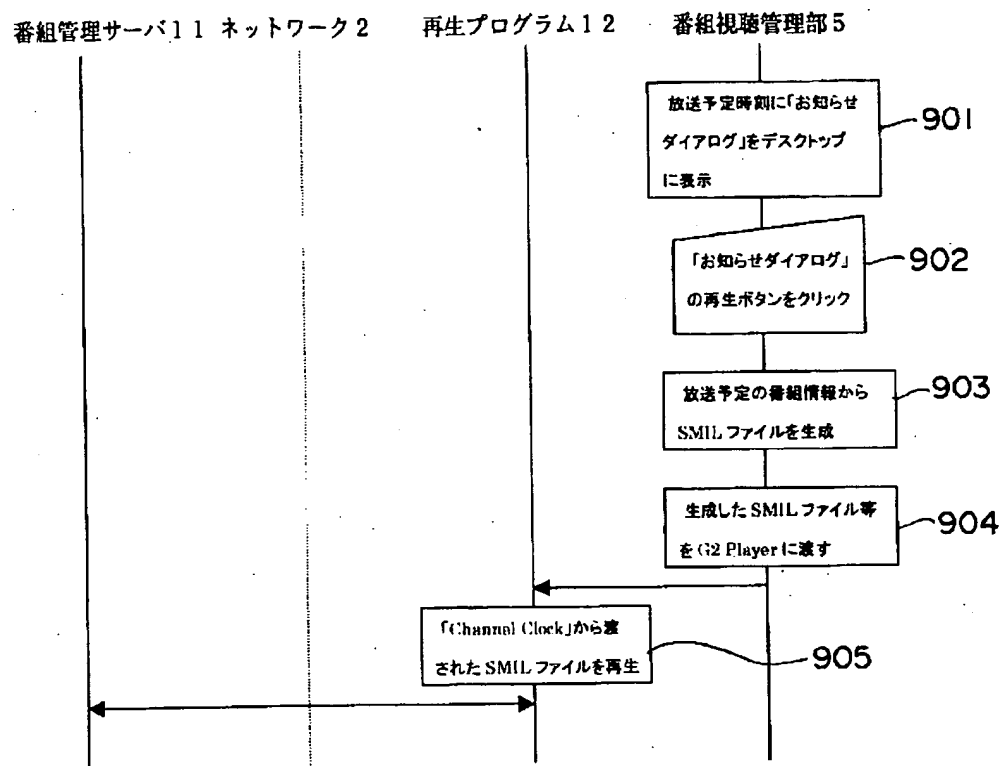 番組管理サーバ11 ネットワーク2 再生プログラム12 番組視聴管理部5
放送予定時刻に「お知らせ
ダイアログ」をデスクトップ
に表示
901
「お知らせダイアログ」
の再生ボタンをクリック
902
放送予定の番組情報から
SMILファイルを生成
903
生成したSMILファイル等
をG2 Playerに渡す
904
「Channel Clock」から渡
されたSMILファイルを再生
905